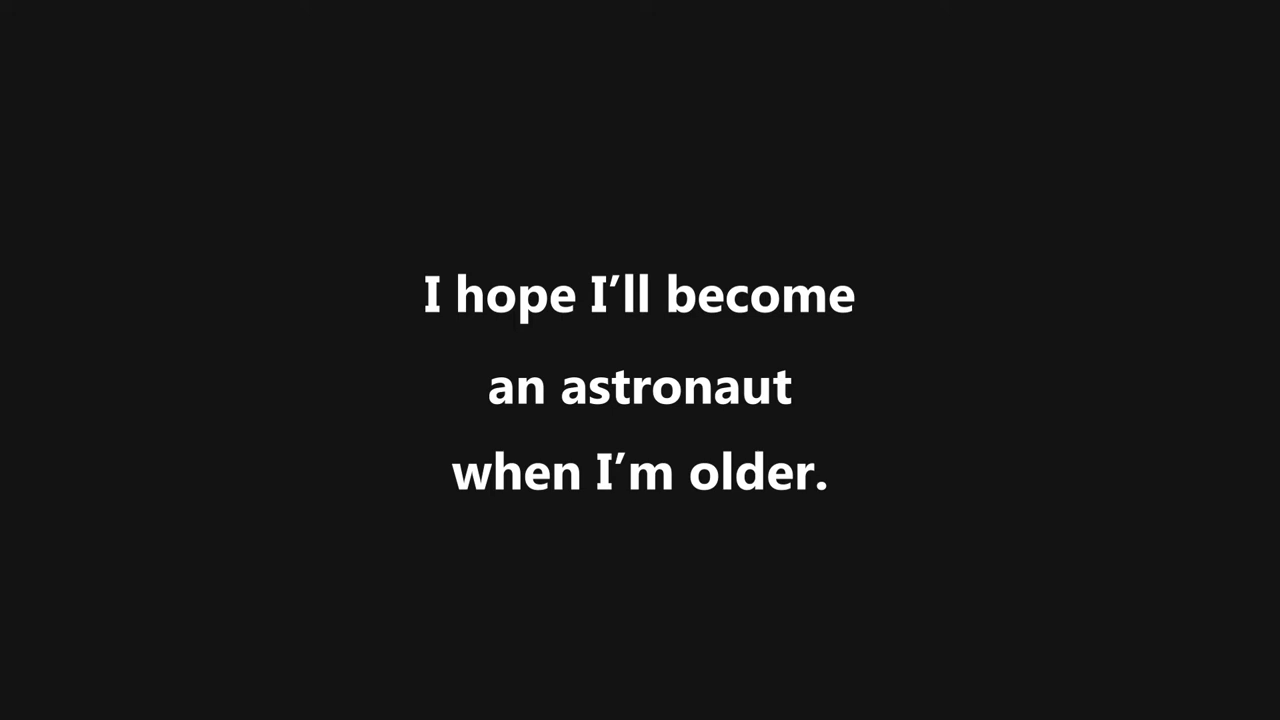 I hope I’ll become
an astronaut
when I’m older.